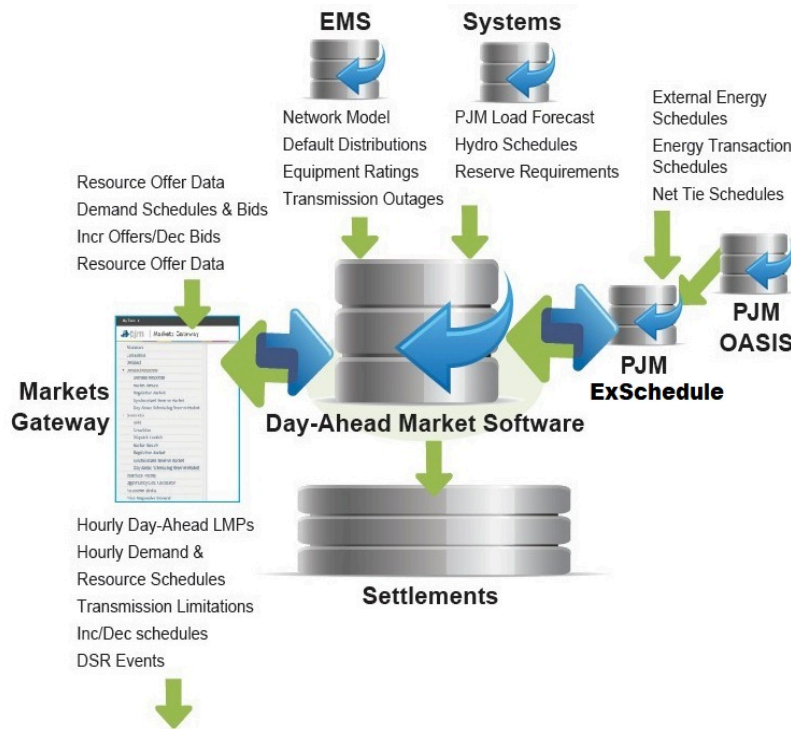 EMS
Systems
Network Model
Default Distributions
Equipment Ratings
Transmission Outages
PJM Load Forecast
Hydro Schedules
Reserve Requirements
External Energy
Schedules
Energy Transaction
Schedules
Net Tie Schedules
Resource Offer Data
Demand Schedules & Bids
Incr Offers/Dec Bids
Resource Offer Data
pjm | Markets Gateway
Markets
Gateway
Day-Ahead Market Software
PJM
ExSchedule
PJM
OASIS
Hourly Day-Ahead LMPs
Hourly Demand &
Resource Schedules
Transmission Limitations
Inc/Dec schedules
DSR Events
Settlements